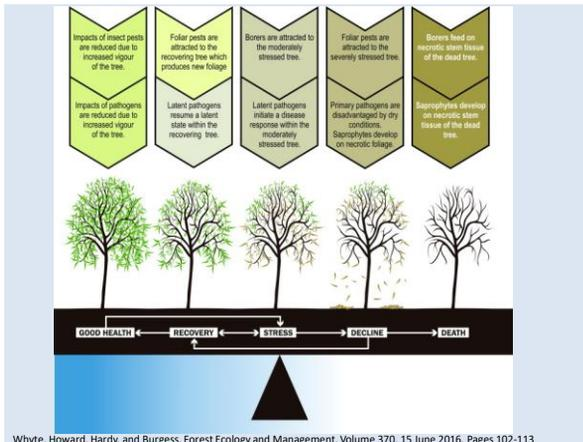 Impacts of insect pests
are reduced due to
increased vigour
of the tree.
Foliar pests are
attracted to the
recovering tree which
produces new foliage
Borers are attracted to
the moderately
stressed tree.
Foliar pests are
attracted to the
severely stressed tree.
Borers feed on
necrotic stem tissue
of the dead tree.
Impacts of pathogens
are reduced due to
increased vigour
of the tree.
Latent pathogens
resume a latent
state within the
recovering tree.
Latent pathogens
initiate a disease
response within the
moderately
stressed tree.
Primary pathogens are
disadvantaged by dry
conditions.
Saprophytes develop
on necrotic foliage.
Saprophytes develop
on necrotic stem
tissue of the dead
tree.
GOOD HEALTH RECOVERY STRESS DECLINE DEATH
Whyte, Howard, Hardy, and Burgess. Forest Ecology and Management, Volume 370, 15 June 2016, Pages 102-113